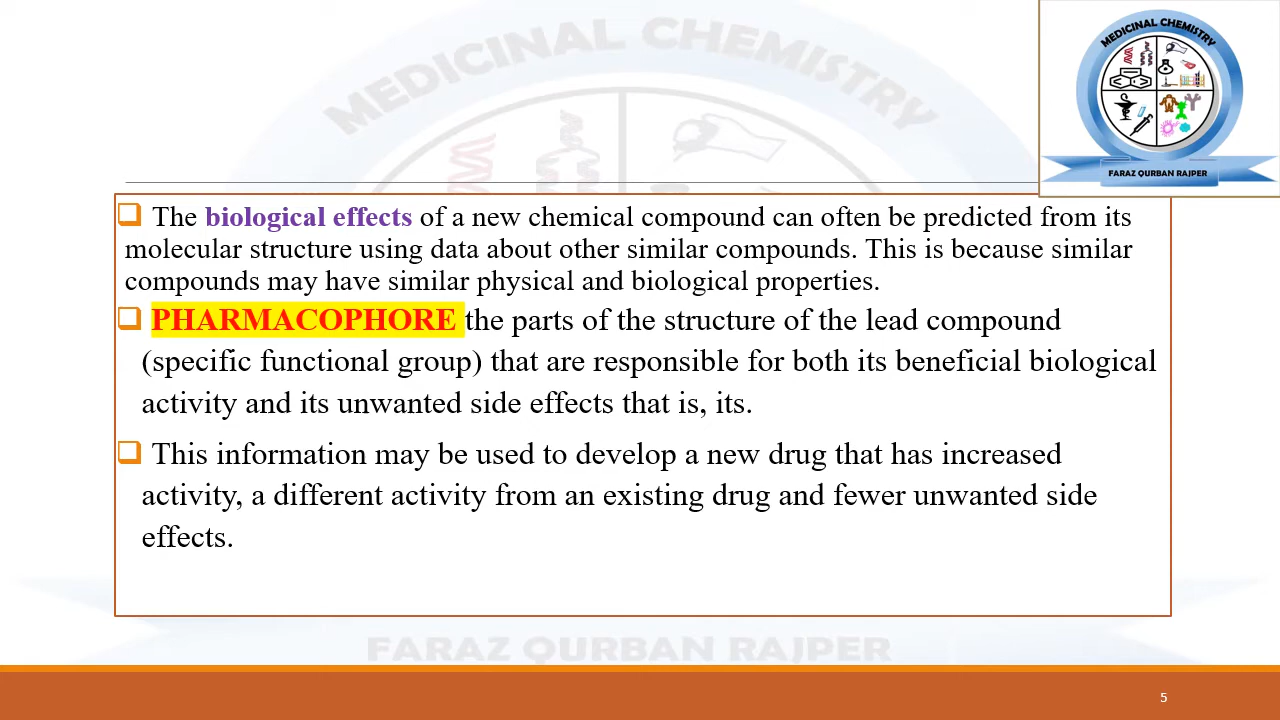 MEDICINAL CHEMISTRY
MEDICINAL CHEMISTRY
FARAZ QURBAN RAJPER
❑ The biological effects of a new chemical compound can often be predicted from its
molecular structure using data about other similar compounds. This is because similar
compounds may have similar physical and biological properties.
❑ PHARMACOPHORE the parts of the structure of the lead compound
(specific functional group) that are responsible for both its beneficial biological
activity and its unwanted side effects that is, its.
❑ This information may be used to develop a new drug that has increased
activity, a different activity from an existing drug and fewer unwanted side
effects.
FARAZ QURBAN RAJPER
5